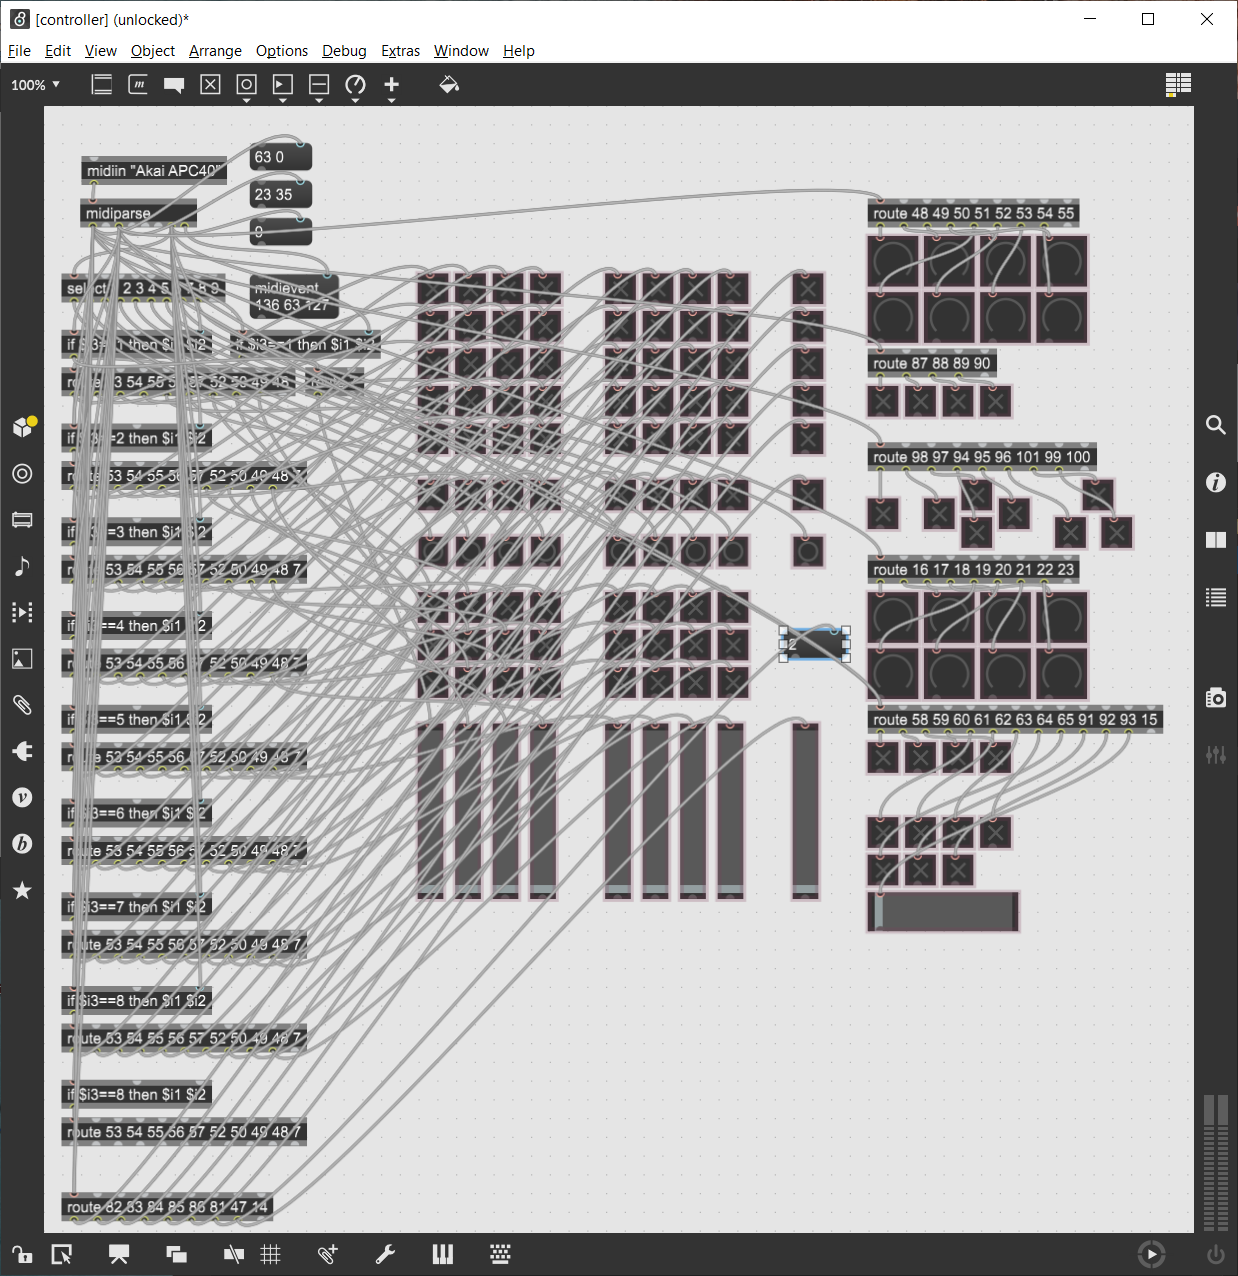 [controller] (unlocked)*
File Edit View Object Arrange Options Debug Extras Window Help
100%
midiin "Akai APC40"
63 0
23 35
midiparse
0
route 48 49 50 51 52 53 54 55
2 3 4 5
midievent
136 63 127
if $i3==1 then $i1 $i2
if $i3==1 then $i1 $i2
53 54 55 56 57 52 50 49 48
route 87 88 89 90
if $i3==2 then $i1 $i2
route 98 97 94 95 96 101 99 100
route 53 54 55 56 57 52 50 49 48 7
if $i3==3 then $i1 $i2
route 53 54 55 56 57 52 50 49 48 7
route 16 17 18 19 20 21 22 23
if $i3==4 then $i1 $i2
2
route 53 54 55 56 57 52 50 49 48 7
if $i3==5 then $i1 $i2
route 58 59 60 61 62 63 64 65 91 92 93 15
route 53 54 55 56 57 52 50 49 48 7
if $i3==6 then $i1 $i2
route 53 54 55 56 57 52 50 49 48 7
if $i3==7 then $i1 $i2
route 53 54 55 56 57 52 50 49 48 7
if $i3==8 then $i1 $i2
route 53 54 55 56 57 52 50 49 48 7
if $i3==8 then $i1 $i2
route 53 54 55 56 57 52 50 49 48 7
route 82 83 84 85 86 81 47 14